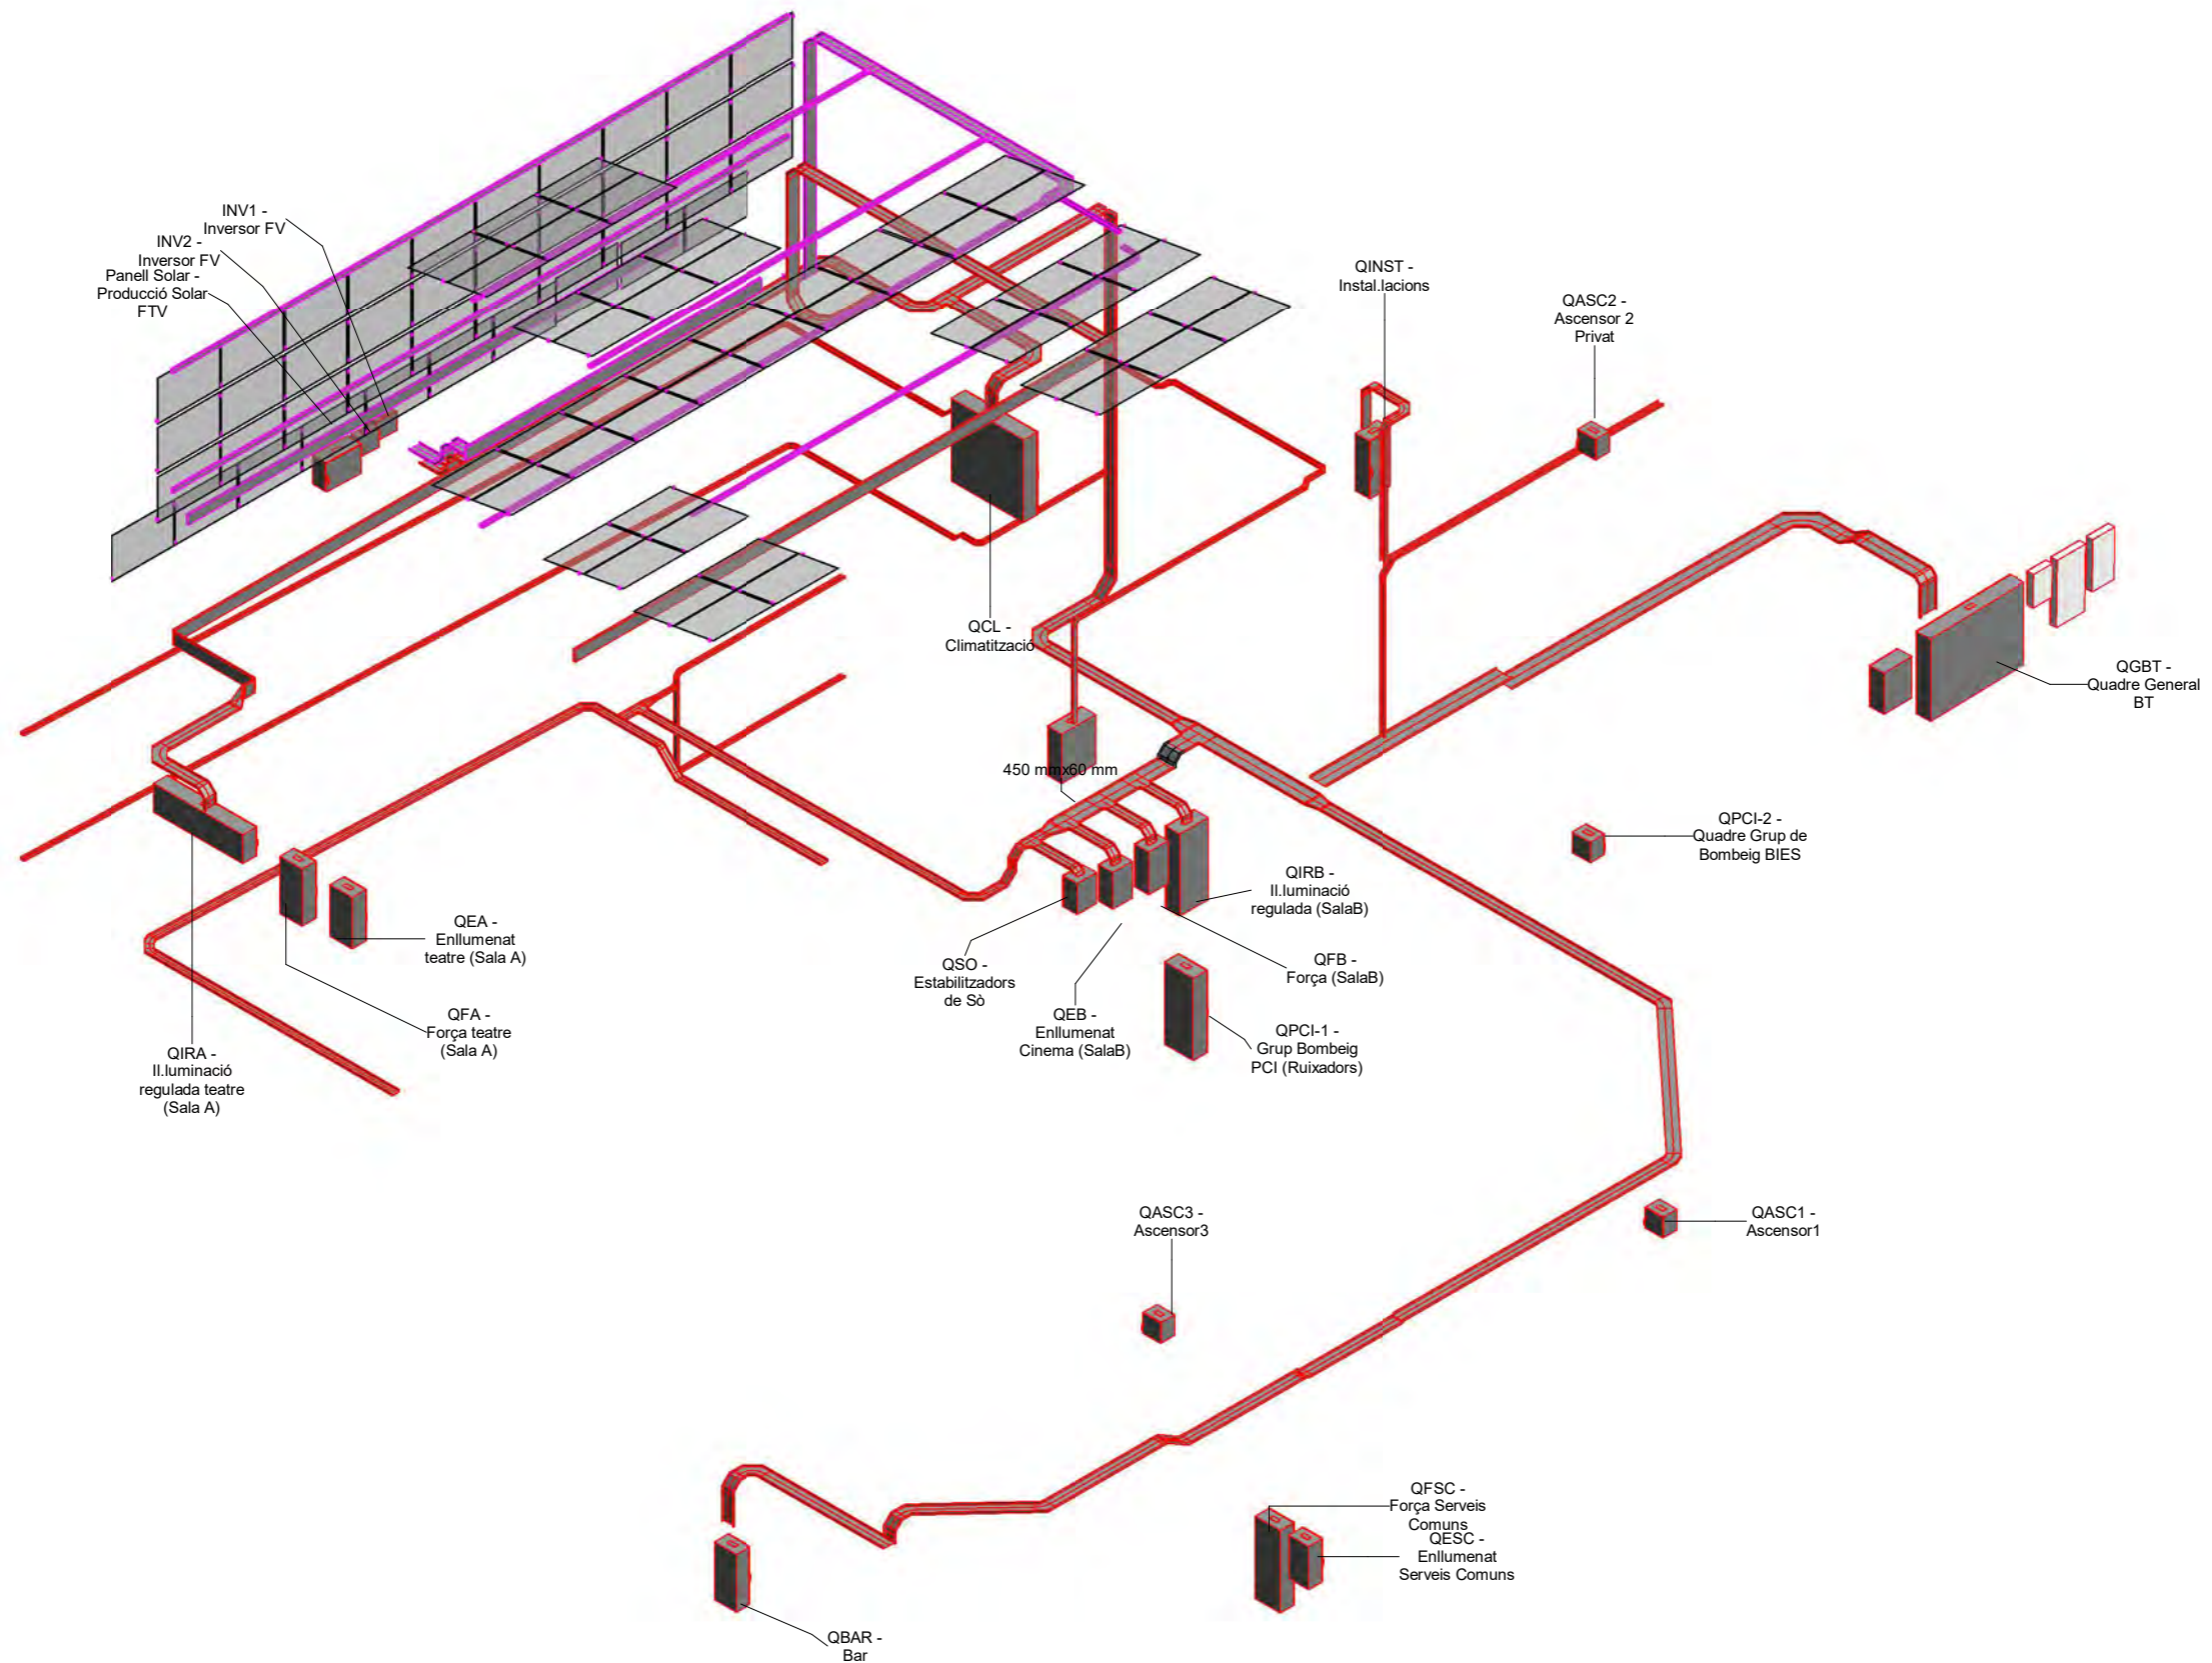 INV1 -
Inversor FV
INV2 -
Inversor FV
Panell Solar -
Producció Solar
FTV
QINST -
Instal.lacions
QASC2 -
Ascensor 2
Privat
QCL -
Climatització
QGBT -
Quadre General
BT
450 mmx60 mm
QPCI-2 -
Quadre Grup de
Bombeig BIES
QIRB -
Il.luminació
regulada (SalaB)
QEA -
Enllumenat
teatre (Sala A)
QSO -
Estabilitzadors
de Sò
QFB -
Força (SalaB)
QFA -
Força teatre
(Sala A)
QEB -
Enllumenat
Cinema (SalaB)
QPCI-1 -
Grup Bombeig
PCI (Ruixadors)
QIRA -
Il.luminació
regulada teatre
(Sala A)
QASC3 -
Ascensor3
QASC1 -
Ascensor1
QFSC -
Força Serveis
Comuns
QESC -
Enllumenat
Serveis Comuns
QBAR -
Bar